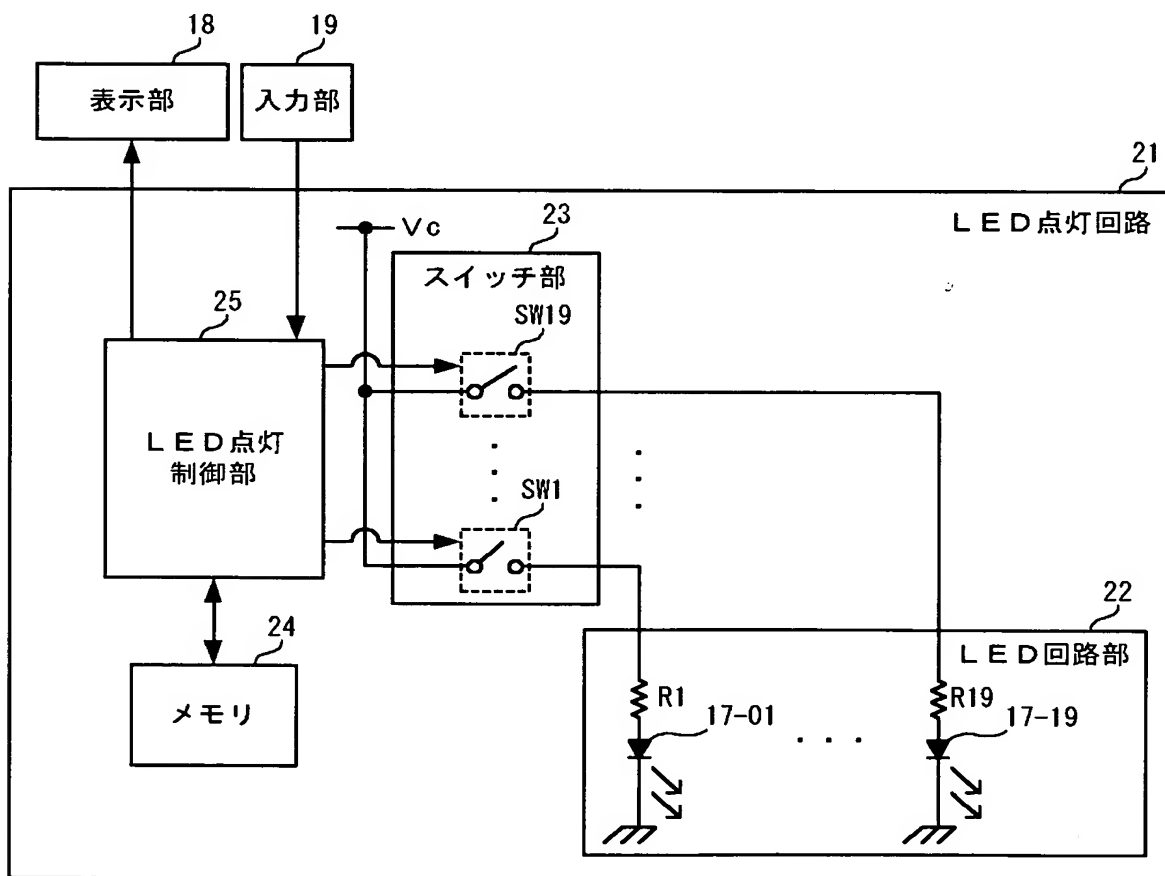 18
19
表示部
入力部
21
LED点灯回路
Vc
23
スイッチ部
25
SW19
LED点灯
制御部
SW1
24
メモリ
22
LED回路部
R1
17-01
R19
17-19